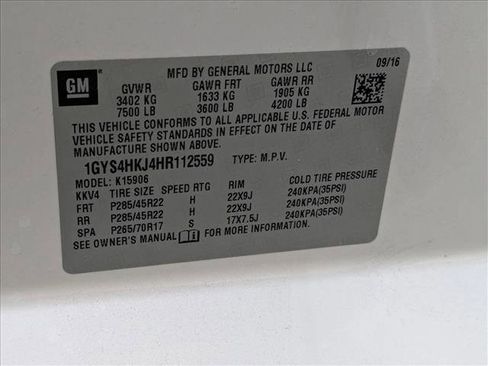 GM
MFD BY GENERAL MOTORS LLC
09/16
GVWR GAWR FRT GAWR RR
3402 KG 1633 KG 1905 KG
7500 LB 3600 LB 4200 LB
THIS VEHICLE CONFORMS TO ALL APPLICABLE U.S. FEDERAL MOTOR
VEHICLE SAFETY STANDARDS IN EFFECT ON THE DATE OF
MANUFACTURE SHOWN ABOVE.
1GYS4HKJ4HR112559 TYPE: M.P.V.
MODEL: K15906
KKV4 TIRE SIZE SPEED RTG RIM COLD TIRE PRESSURE
FRT P285/45R22 H 22X9J 240KPA(35PSI)
RR P285/45R22 H 22X9J 240KPA(35PSI)
SPA P265/70R17 S 17X7.5J 240KPA(35PSI)
SEE OWNER'S MANUAL FOR MORE INFORMATION.